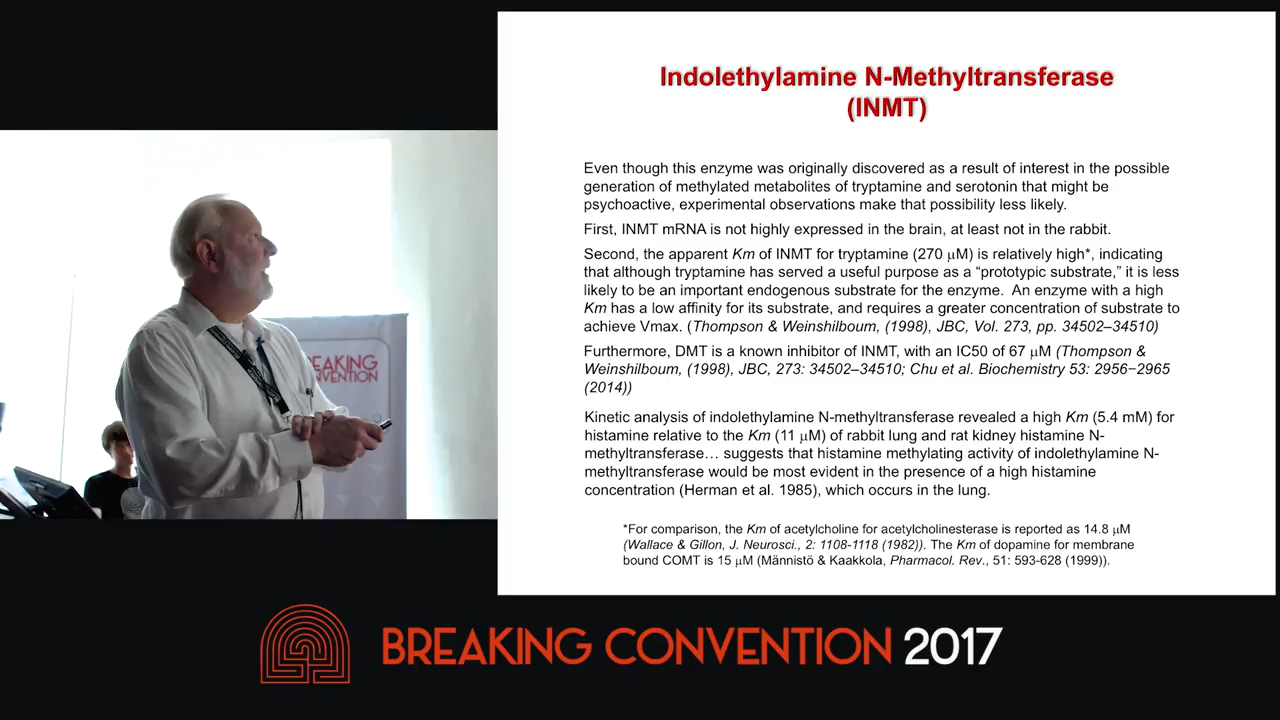 Indolethylamine N-Methyltransferase
(INMT)
Even though this enzyme was originally discovered as a result of interest in the possible
generation of methylated metabolites of tryptamine and serotonin that might be
psychoactive, experimental observations make that possibility less likely.
First, INMT mRNA is not highly expressed in the brain, at least not in the rabbit.
Second, the apparent Km of INMT for tryptamine (270 μM) is relatively high*, indicating
that although tryptamine has served a useful purpose as a “prototypic substrate,” it is less
likely to be an important endogenous substrate for the enzyme.  An enzyme with a high
Km has a low affinity for its substrate, and requires a greater concentration of substrate to
achieve Vmax. (Thompson & Weinshilboum, (1998), JBC, Vol. 273, pp. 34502–34510)
Furthermore, DMT is a known inhibitor of INMT, with an IC50 of 67 μM (Thompson &
Weinshilboum, (1998), JBC, 273: 34502–34510; Chu et al. Biochemistry 53: 2956−2965
(2014))
Kinetic analysis of indolethylamine N-methyltransferase revealed a high Km (5.4 mM) for
histamine relative to the Km (11 μM) of rabbit lung and rat kidney histamine N-
methyltransferase… suggests that histamine methylating activity of indolethylamine N-
methyltransferase would be most evident in the presence of a high histamine
concentration (Herman et al. 1985), which occurs in the lung.
*For comparison, the Km of acetylcholine for acetylcholinesterase is reported as 14.8 μM
(Wallace & Gillon, J. Neurosci., 2: 1108-1118 (1982)). The Km of dopamine for membrane
bound COMT is 15 μM (Männistö & Kaakkola, Pharmacol. Rev., 51: 593-628 (1999)).
EAKING
CONVENTION
BREAKING CONVENTION 2017